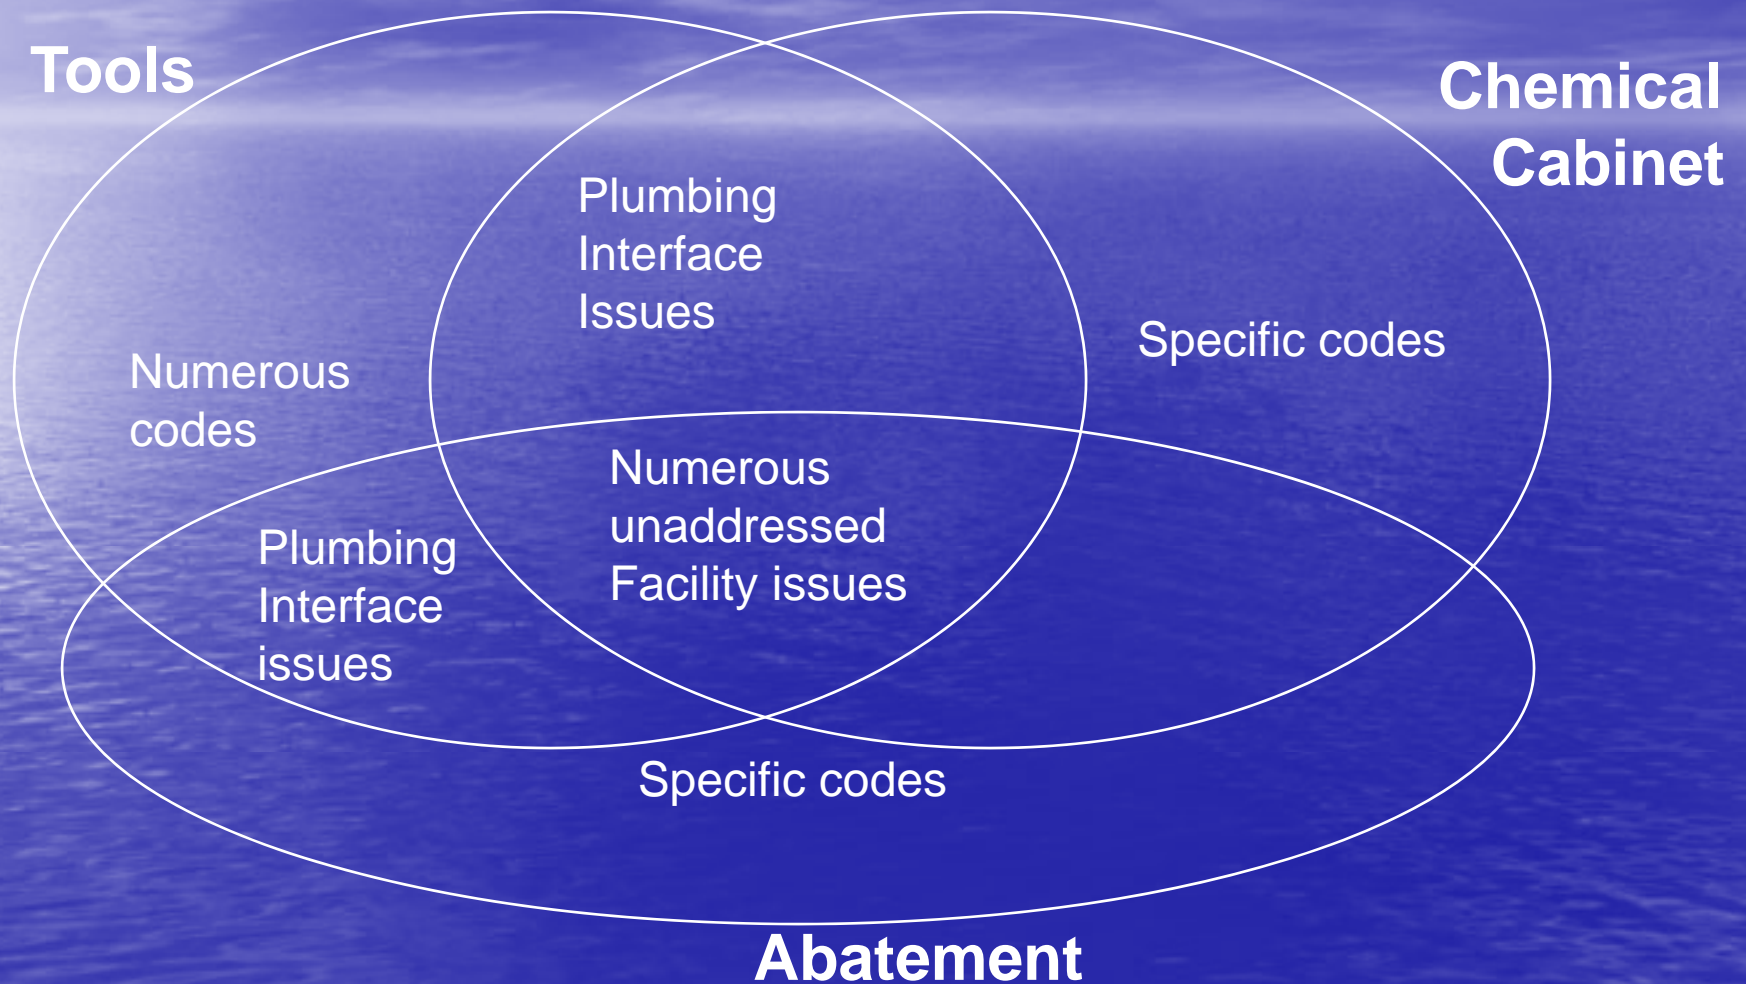 Tools
Chemical
Cabinet
Plumbing
Interface
Issues
Specific codes
Numerous
codes
Numerous
unaddressed
Facility issues
Plumbing
Interface
issues
Specific codes
Abatement